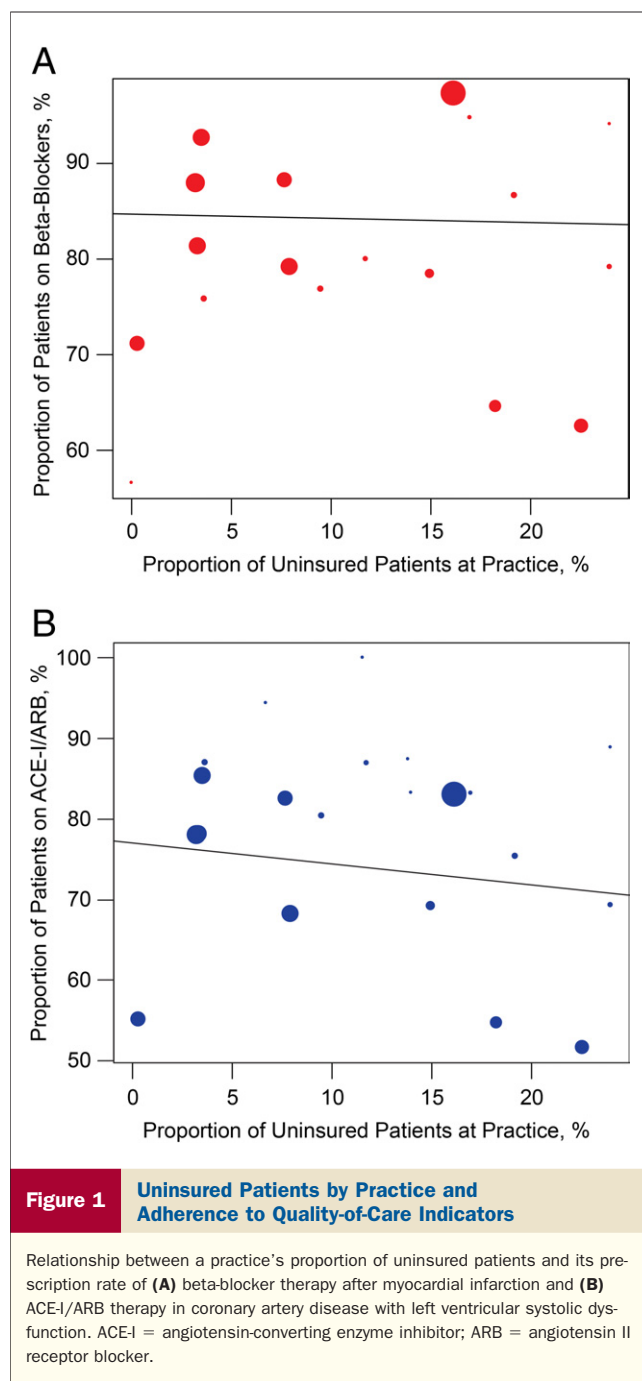 A
Proportion of Patients on Beta-Blockers, %
90
80
70
60
0 5 10 15 20
Proportion of Uninsured Patients at Practice, %
B
Proportion of Patients on ACE-I/ARB, %
100
90
80
70
60
50
0 5 10 15 20
Proportion of Uninsured Patients at Practice, %
Figure 1
Uninsured Patients by Practice and
Adherence to Quality-of-Care Indicators
Relationship between a practice's proportion of uninsured patients and its pre-
scription rate of (A) beta-blocker therapy after myocardial infarction and (B)
ACE-I/ARB therapy in coronary artery disease with left ventricular systolic dys-
function. ACE-I = angiotensin-converting enzyme inhibitor; ARB = angiotensin II
receptor blocker.